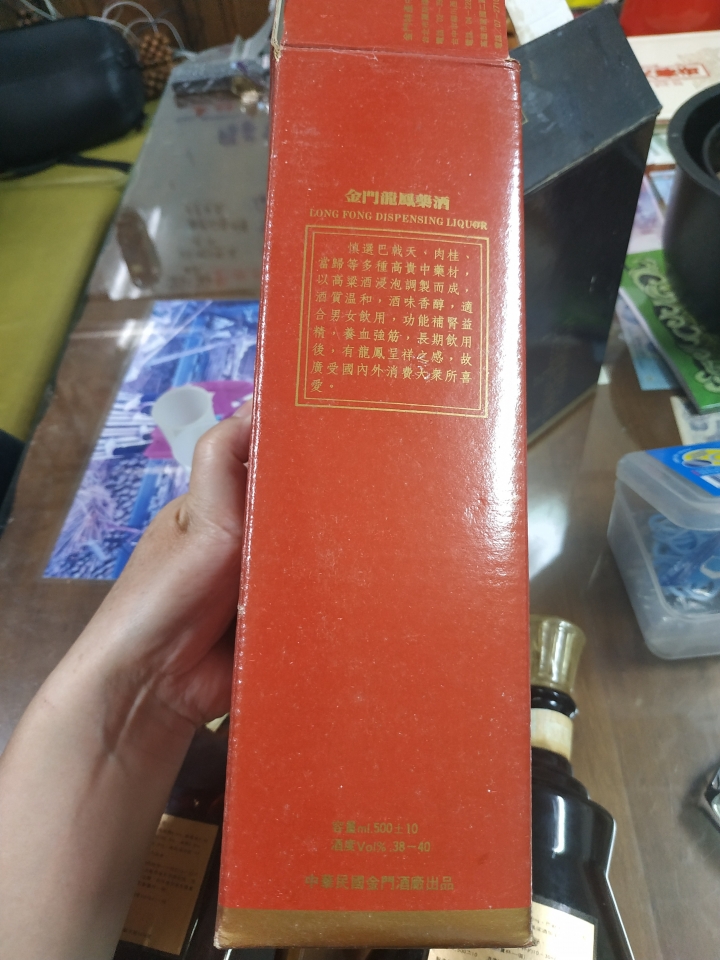 金門龍鳳藥酒
LONG FONG DISPENSING LIQUOR
慎選巴戟天、肉桂、
當歸等多種高貴中藥材，
以高粱酒浸泡調製而成，
酒質溫和，酒味香醇，適
合男女飲用，功能補腎益
精，養血強筋，長期飲用
後，有龍鳳呈祥之感，故
廣受國內外消費大衆所喜
愛。
容量ml 500±10
酒度Vol% 38－40
中華民國金門酒廠出品